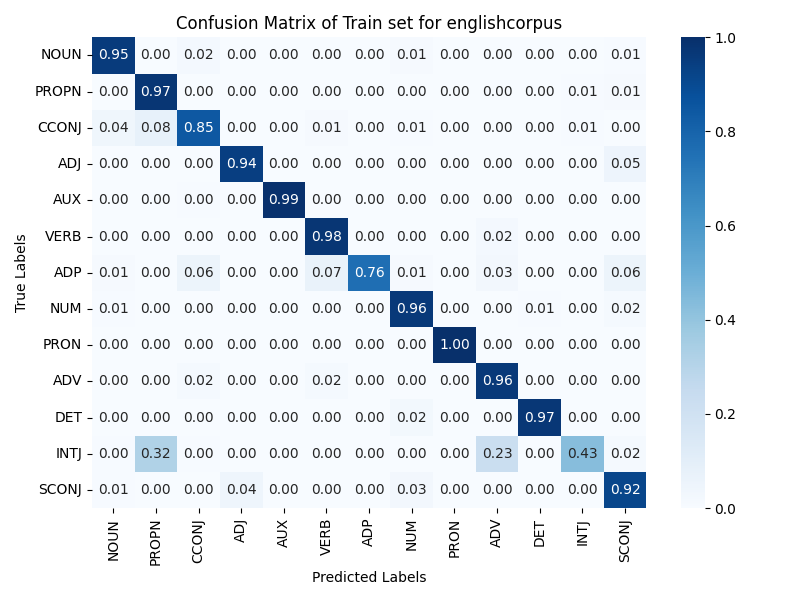 Confusion Matrix of Train set for englishcorpus
NOUN 0.95 0.00 0.02 0.00 0.00 0.00 0.00 0.01 0.00 0.00 0.00 0.00 0.01
PROPN 0.00 0.97 0.00 0.00 0.00 0.00 0.00 0.00 0.00 0.00 0.00 0.01 0.01
CCONJ 0.04 0.08 0.85 0.00 0.00 0.01 0.00 0.01 0.00 0.00 0.00 0.01 0.00
ADJ 0.00 0.00 0.00 0.94 0.00 0.00 0.00 0.00 0.00 0.00 0.00 0.00 0.05
AUX 0.00 0.00 0.00 0.00 0.99 0.00 0.00 0.00 0.00 0.00 0.00 0.00 0.00
VERB 0.00 0.00 0.00 0.00 0.00 0.98 0.00 0.00 0.00 0.02 0.00 0.00 0.00
ADP 0.01 0.00 0.06 0.00 0.00 0.07 0.76 0.01 0.00 0.03 0.00 0.00 0.06
NUM 0.01 0.00 0.00 0.00 0.00 0.00 0.00 0.96 0.00 0.00 0.01 0.00 0.02
PRON 0.00 0.00 0.00 0.00 0.00 0.00 0.00 0.00 1.00 0.00 0.00 0.00 0.00
ADV 0.00 0.00 0.02 0.00 0.00 0.02 0.00 0.00 0.00 0.96 0.00 0.00 0.00
DET 0.00 0.00 0.00 0.00 0.00 0.00 0.00 0.02 0.00 0.00 0.97 0.00 0.00
INTJ 0.00 0.32 0.00 0.00 0.00 0.00 0.00 0.00 0.00 0.23 0.00 0.43 0.02
SCONJ 0.01 0.00 0.00 0.04 0.00 0.00 0.00 0.03 0.00 0.00 0.00 0.00 0.92
NOUN PROPN CCONJ ADJ AUX VERB ADP NUM PRON ADV DET INTJ SCONJ
Predicted Labels
True Labels
1.0
0.8
0.6
0.4
0.2
0.0